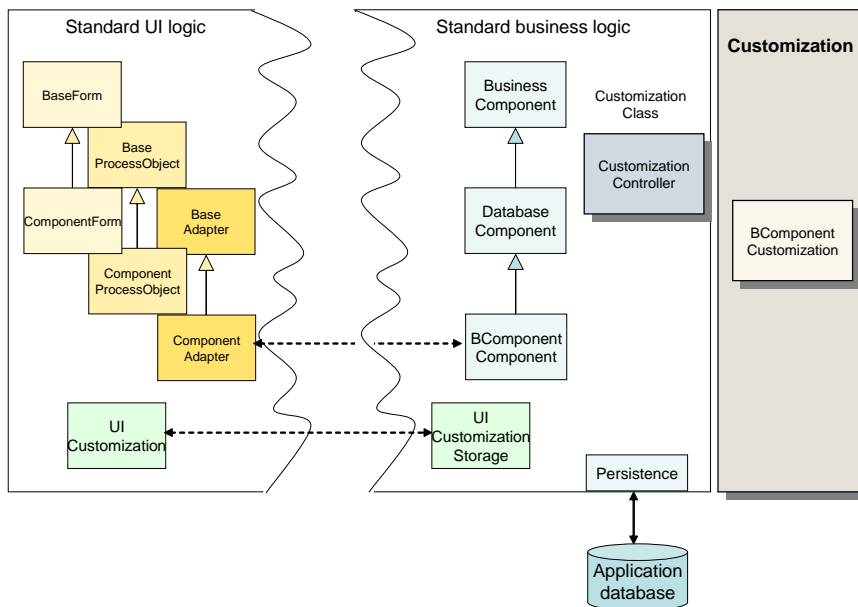 Standard UI logic
BaseForm
Base
ProcessObject
ComponentForm
Base
Adapter
Component
ProcessObject
Component
Adapter
UI
Customization
Standard business logic
Business
Component
Customization
Class
Customization
Controller
Database
Component
BComponent
Component
UI
Customization
Storage
Persistence
Application
database
Customization
BComponent
Customization